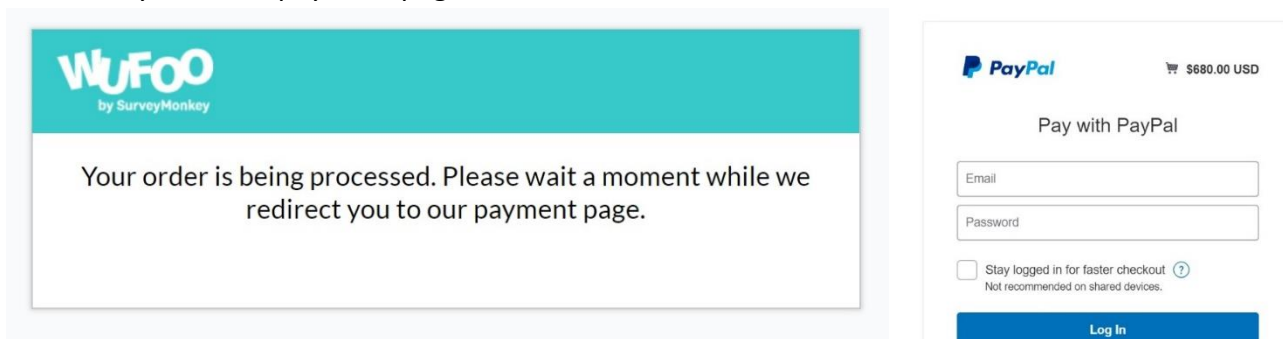 WUFOO
by SurveyMonkey
Your order is being processed. Please wait a moment while we
redirect you to our payment page.
PayPal
$680.00 USD
Pay with PayPal
Email
Password
Stay logged in for faster checkout ?
Not recommended on shared devices.
Log In